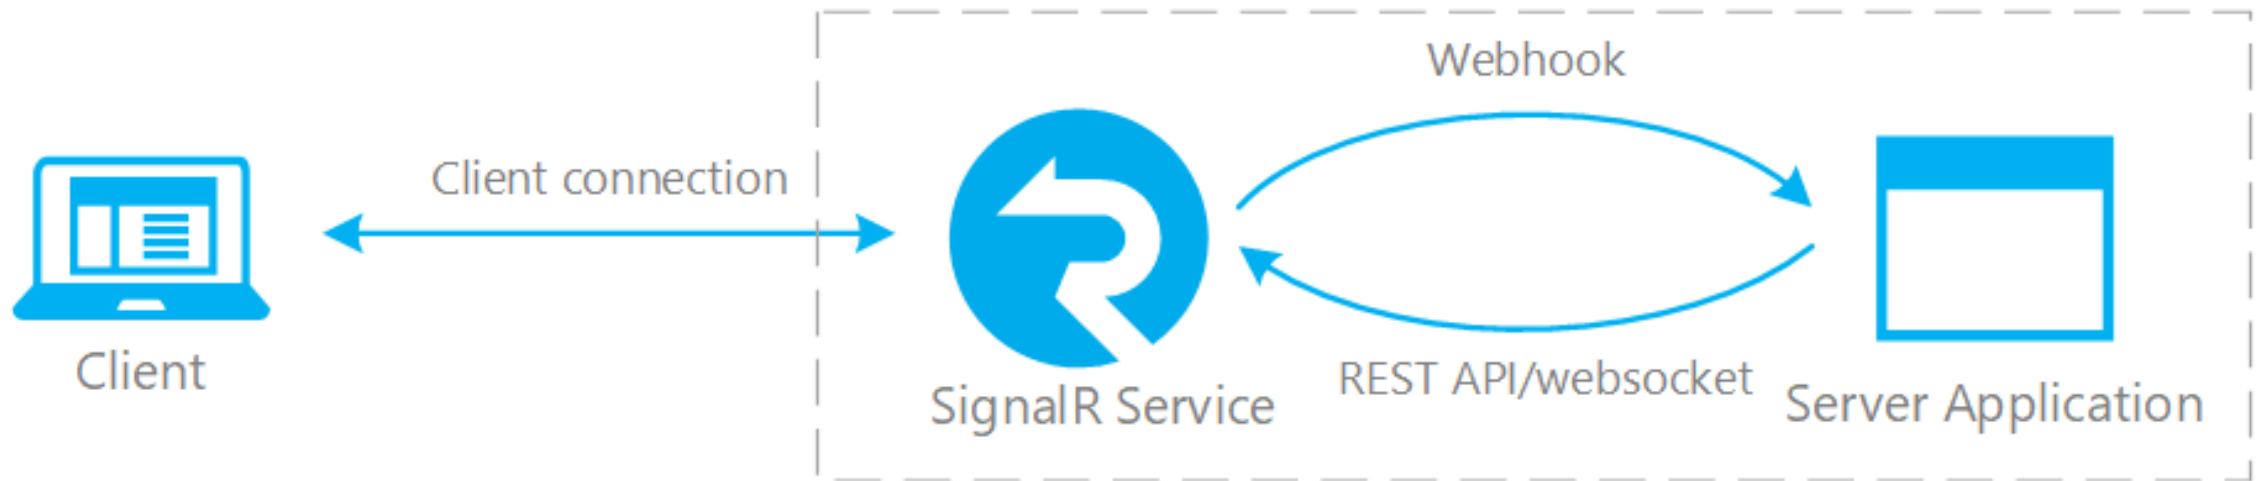 Webhook
Client connection
Client
SignalR Service
REST API/websocket
Server Application